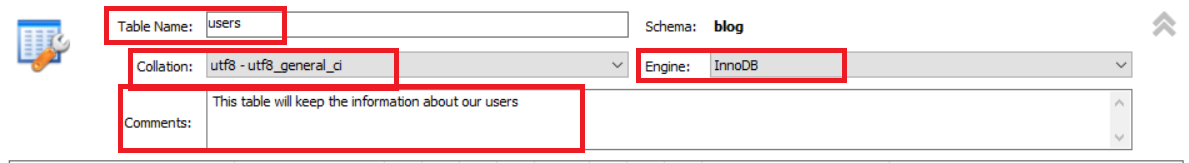 Table Name: users Schema: blog
Collation: utf8 - utf8_general_ci Engine: InnoDB
Comments: This table will keep the information about our users